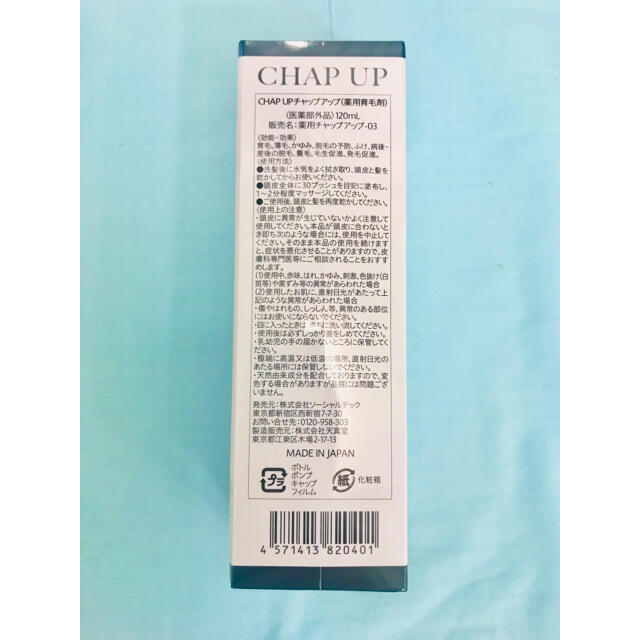 CHAP UP
CHAP UPチャップアップ(薬用育毛剤)
〈医薬部外品〉120mL
販売名:薬用チャップアップ-03
〈効能・効果〉
育毛、薄毛、かゆみ、脱毛の予防、ふけ、病後・
産後の脱毛、養毛、毛生促進、発毛促進。
〈使用方法〉
●洗髪後に水気をよく拭き取り、頭皮と髪を
乾かしてからお使いください。
●頭皮全体に30プッシュを目安に塗布し、
1〜2分程度マッサージしてください。
●ご使用後、頭皮と髪を再度乾かしてください。
〈使用上の注意〉
・頭皮に異常が生じていないかよく注意して
使用してください。本品が頭皮に合わないと
き即ち次のような場合には、使用を中止して
ください。そのまま本品の使用を続けます
と、症状を悪化させることがありますので、皮
膚科専門医等にご相談されることをおすす
めします。
(1)使用中、赤味、はれ、かゆみ、刺激、色抜け(白
斑等)や黒ずみ等の異常があらわれた場合
(2)使用したお肌に、直射日光があたって上
記のような異常があらわれた場合
・傷やはれもの、しっしん等、異常のある部位
にはお使いにならないでください。
・目に入ったときは直ちに洗い流してください。
・使用後は必ずしっかり蓋をしめてください。
・乳幼児の手の届かないところに保管してく
ださい。
・極端に高温又は低温の場所、直射日光の
あたる場所には保管しないでください。
・天然由来成分を配合しておりますので、変
色する場合がありますが品質には問題ござ
いません。
発売元:株式会社ソーシャルテック
東京都新宿区西新宿7-7-30
お問い合せ先:0120-958-303
製造販売元:株式会社天真堂
東京都江東区木場2-17-13
MADE IN JAPAN
プラ
ボトル
ポンプ
キャップ
フィルム
紙
化粧箱
4 571413 820401